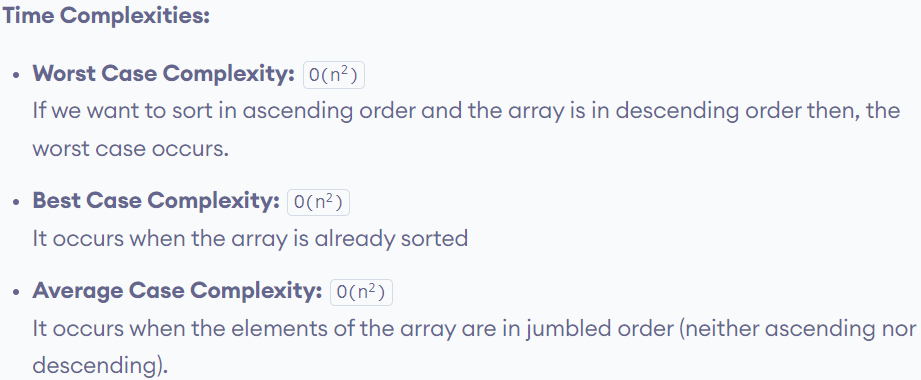 Time Complexities:
• Worst Case Complexity: O(n²)
If we want to sort in ascending order and the array is in descending order then, the
worst case occurs.
• Best Case Complexity: O(n²)
It occurs when the array is already sorted
• Average Case Complexity: O(n²)
It occurs when the elements of the array are in jumbled order (neither ascending nor
descending).